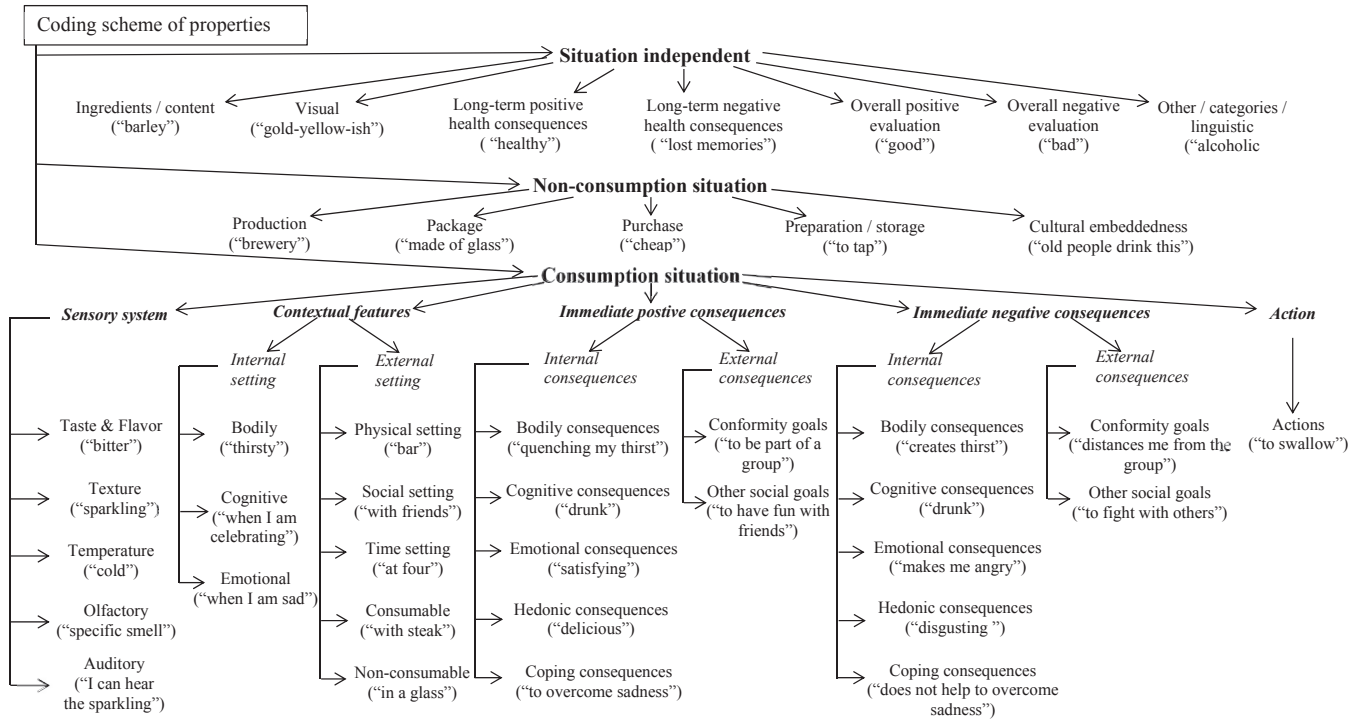 Coding scheme of properties
Situation independent
Ingredients / content
(“barley”)
Visual
(“gold-yellow-ish”)
Long-term positive
health consequences
( “healthy”)
Long-term negative
health consequences
( “lost memories”)
Overall positive
evaluation
(“good”)
Overall negative
evaluation
(“bad”)
Other / categories /
linguistic
(“alcoholic
Non-consumption situation
Production
(“brewery”)
Package
(“made of glass”)
Purchase
(“cheap”)
Preparation / storage
(“to tap”)
Cultural embeddedness
(“old people drink this”)
Consumption situation
Sensory system
Taste & Flavor
(“bitter”)
Texture
(“sparkling”)
Temperature
(“cold”)
Olfactory
(“specific smell”)
Auditory
(“I can hear
the sparkling”)
Contextual features
Internal
setting
Bodily
(“thirsty”)
Cognitive
(“when I am
celebrating”)
Emotional
(“when I am sad”)
External
setting
Physical setting
(“bar”)
Social setting
(“with friends”)
Time setting
(“at four”)
Consumable
(“with steak”)
Non-consumable
(“in a glass”)
Immediate postive consequences
Internal
consequences
Bodily consequences
(“quenching my thirst”)
Cognitive consequences
(“drunk”)
Emotional consequences
(“satisfying”)
Hedonic consequences
(“delicious”)
Coping consequences
(“to overcome sadness”)
External
consequences
Conformity goals
(“to be part of a
group”)
Other social goals
(“to have fun with
friends”)
Immediate negative consequences
Internal
consequences
Bodily consequences
(“creates thirst”)
Cognitive consequences
(“drunk”)
Emotional consequences
(“makes me angry”)
Hedonic consequences
(“disgusting ”)
Coping consequences
(“does not help to overcome
sadness”)
External
consequences
Conformity goals
(“distances me from the
group”)
Other social goals
(“to fight with others”)
Action
Actions
(“to swallow”)